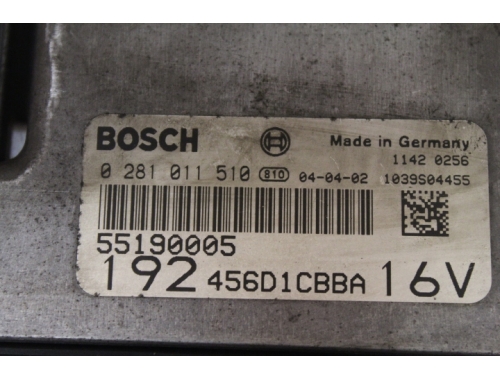 BOSCH Made in Germany
1142 0256
0 281 011 510 810 04-04-02 1039S04455
55190005
192 456D1CBBA 16V